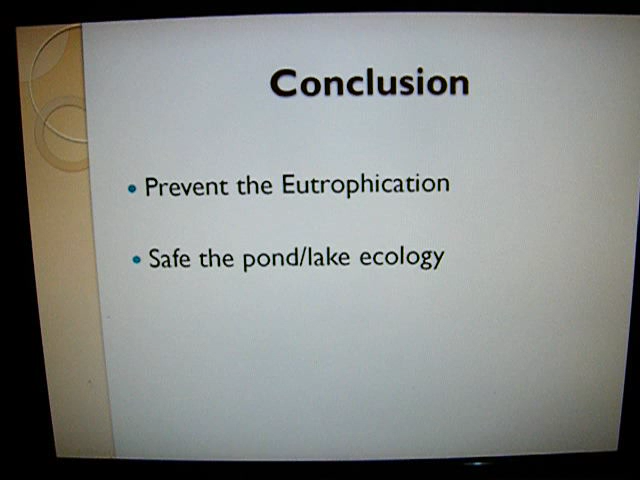 Conclusion
• Prevent the Eutrophication
• Safe the pond/lake ecology